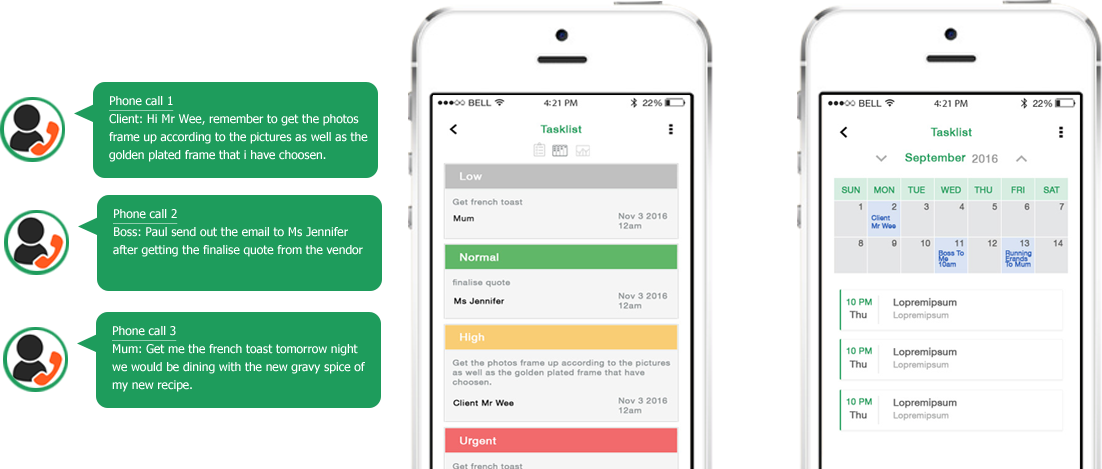 Phone call 1
Client: Hi Mr Wee, remember to get the photos
frame up according to the pictures as well as the
golden plated frame that i have choosen.
Phone call 2
Boss: Paul send out the email to Ms Jennifer
after getting the finalise quote from the vendor
Phone call 3
Mum: Get me the french toast tomorrow night
we would be dining with the new gravy spice of
my new recipe.
BELL 4:21 PM 22%
Tasklist
Low
Get french toast
Mum
Nov 3 2016
12am
Normal
finalise quote
Ms Jennifer
Nov 3 2016
12am
High
Get the photos frame up according to the pictures
as well as the golden plated frame that have
choosen.
Client Mr Wee
Nov 3 2016
12am
Urgent
Get french toast
BELL 4:21 PM 22%
Tasklist
September 2016
SUN MON TUE WED THU FRI SAT
1 2 3 4 5 6 7
Client
Mr Wee
8 9 10 11 12 13 14
Boss To
Me
10am
Running
Erands
To Mum
10 PM
Thu
Lopremipsum
Lopremipsum
10 PM
Thu
Lopremipsum
Lopremipsum
10 PM
Thu
Lopremipsum
Lopremipsum